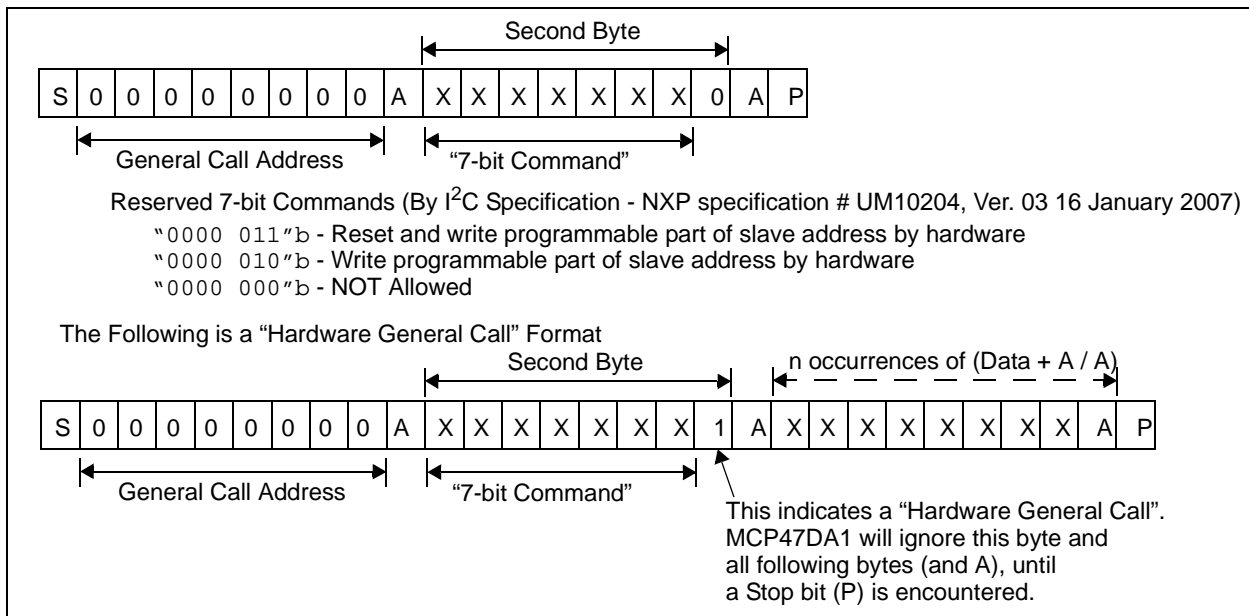 Second Byte
S 0 0 0 0 0 0 0 0 A X X X X X X X 0 A P
General Call Address “7-bit Command”
Reserved 7-bit Commands (By I2C Specification - NXP specification # UM10204, Ver. 03 16 January 2007)
“0000 011”b - Reset and write programmable part of slave address by hardware
“0000 010”b - Write programmable part of slave address by hardware
“0000 000”b - NOT Allowed
The Following is a “Hardware General Call” Format
Second Byte n occurrences of (Data + A / A)
S 0 0 0 0 0 0 0 0 A X X X X X X X 1 A X X X X X X X X A P
General Call Address “7-bit Command”
This indicates a “Hardware General Call”.
MCP47DA1 will ignore this byte and
all following bytes (and A), until
a Stop bit (P) is encountered.